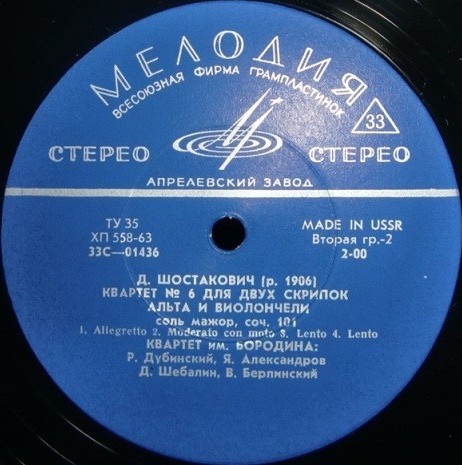 МЕЛОДИЯ
ВСЕСОЮЗНАЯ ФИРМА ГРАМПЛАСТИНОК
33
СТЕРЕО СТЕРЕО
АПРЕЛЕВСКИЙ ЗАВОД
ТУ 35 MADE IN USSR
ХП 558-63 Вторая гр.-2
33С—01436 2-00
Д. ШОСТАКОВИЧ (р. 1906)
КВАРТЕТ № 6 ДЛЯ ДВУХ СКРИПОК
АЛЬТА И ВИОЛОНЧЕЛИ
соль мажор, соч. 101
1. Allegretto 2. Moderato con moto 3. Lento 4. Lento
КВАРТЕТ им. БОРОДИНА:
Р. Дубинский, Я. Александров
Д. Шебалин, В. Берлинский